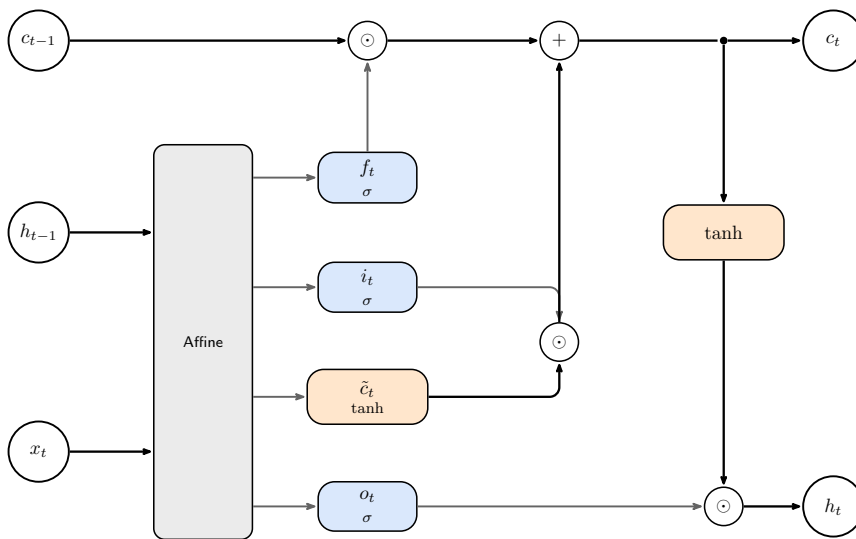 c_{t-1}
⊙
+
c_t
f_t
σ
h_{t-1}
tanh
i_t
σ
Affine
⊙
c̃_t
tanh
x_t
o_t
σ
⊙
h_t